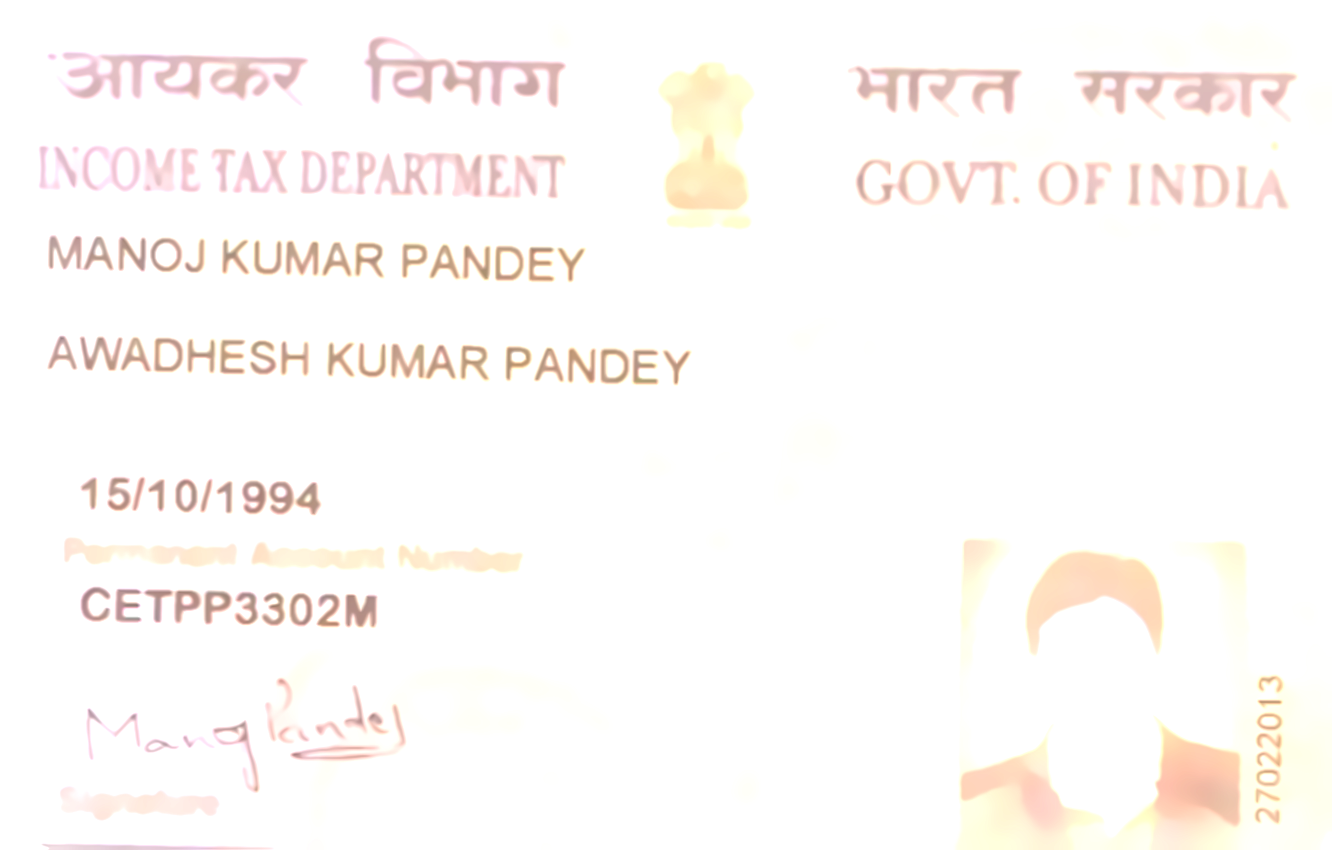 आयकर विभाग भारत सरकार
INCOME TAX DEPARTMENT GOVT. OF INDIA
MANOJ KUMAR PANDEY
AWADHESH KUMAR PANDEY
15/10/1994
Permanent Account Number
CETPP3302M
Manoj Pandey
Signature
27022013